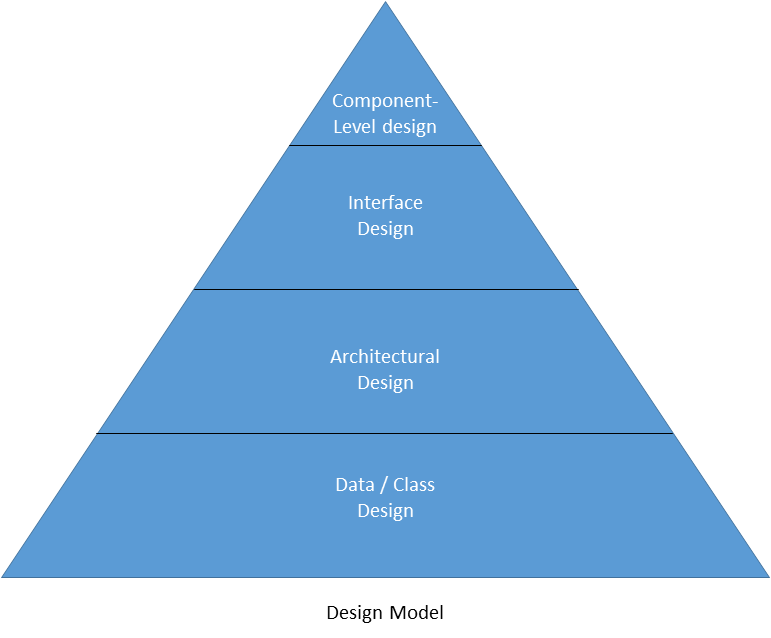 Component-
Level design
Interface
Design
Architectural
Design
Data / Class
Design
Design Model